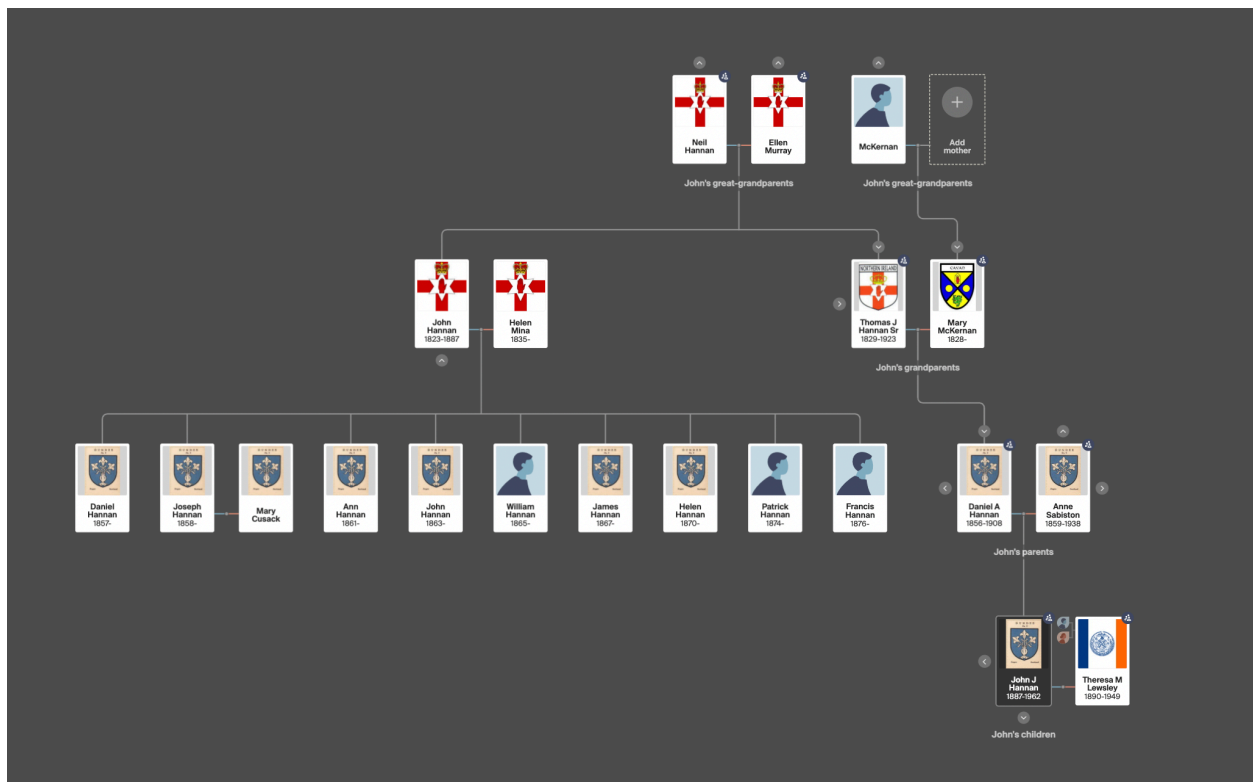 Neil
Hannan
Ellen
Murray
McKernan
Add
mother
John's great-grandparents
John's great-grandparents
John
Hannan
1823-1887
Helen
Mina
1835-
NORTHERN IRELAND
Thomas J
Hannan Sr
1829-1923
CAVAN
Mary
McKernan
1828-
John's grandparents
Daniel
Hannan
1857-
Joseph
Hannan
1858-
Mary
Cusack
Ann
Hannan
1861-
John
Hannan
1863-
William
Hannan
1865-
James
Hannan
1867-
Helen
Hannan
1870-
Patrick
Hannan
1874-
Francis
Hannan
1876-
Daniel A
Hannan
1856-1908
Anne
Sabiston
1859-1938
John's parents
John J
Hannan
1887-1962
Theresa M
Lewsley
1890-1949
John's children